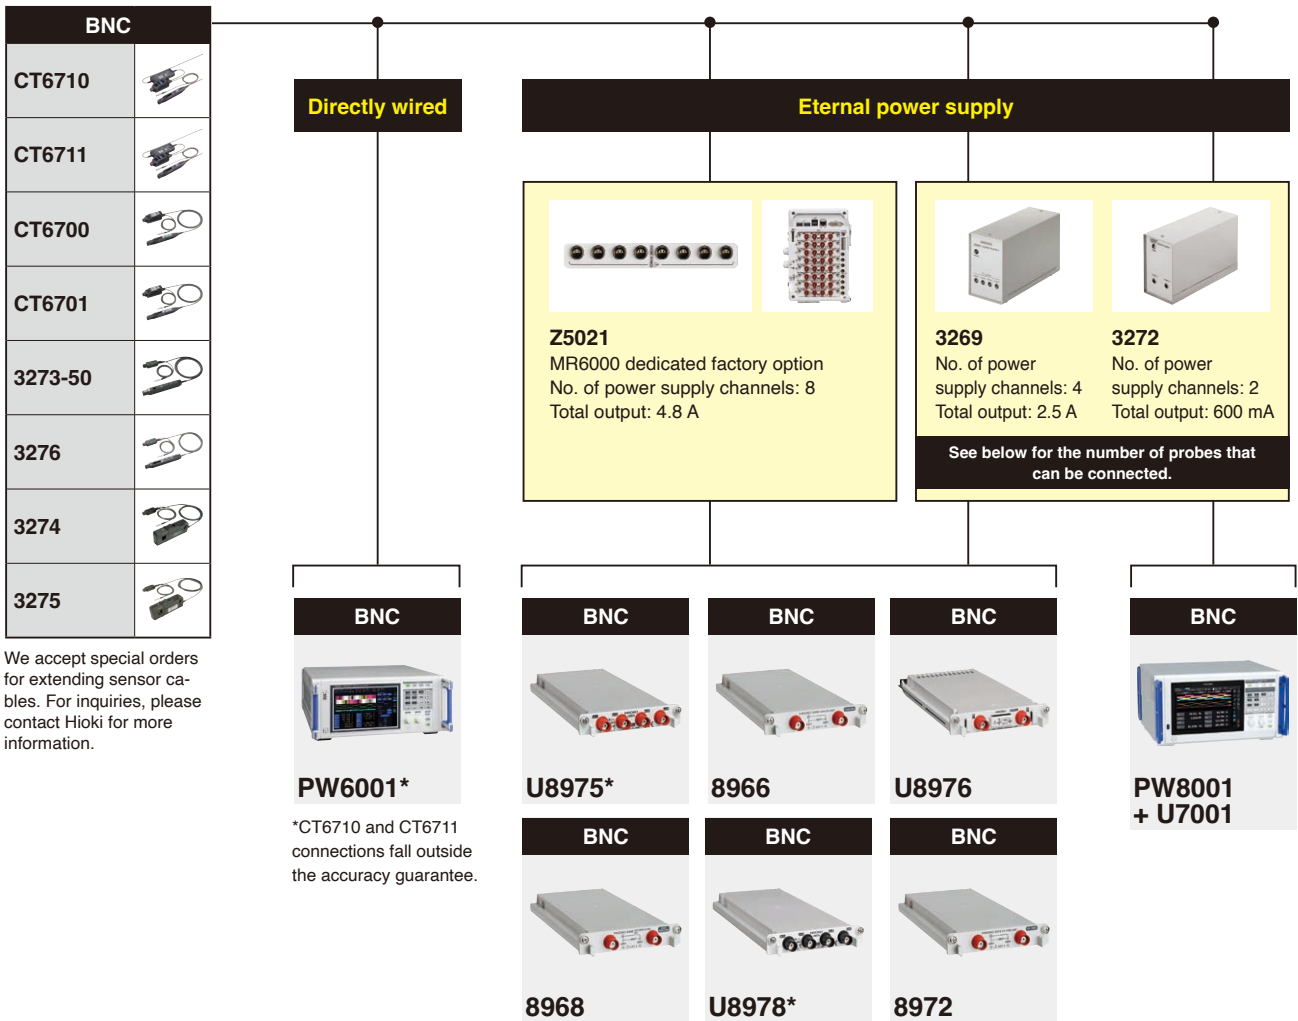 BNC
CT6710
CT6711
CT6700
CT6701
3273-50
3276
3274
3275
We accept special orders
for extending sensor ca-
bles. For inquiries, please
contact Hioki for more
information.
Directly wired
Eternal power supply
Z5021
MR6000 dedicated factory option
No. of power supply channels: 8
Total output: 4.8 A
3269
No. of power
supply channels: 4
Total output: 2.5 A
3272
No. of power
supply channels: 2
Total output: 600 mA
See below for the number of probes that
can be connected.
BNC
PW6001*
*CT6710 and CT6711
connections fall outside
the accuracy guarantee.
BNC
U8975*
BNC
8966
BNC
U8976
BNC
PW8001
+ U7001
BNC
8968
BNC
U8978*
BNC
8972